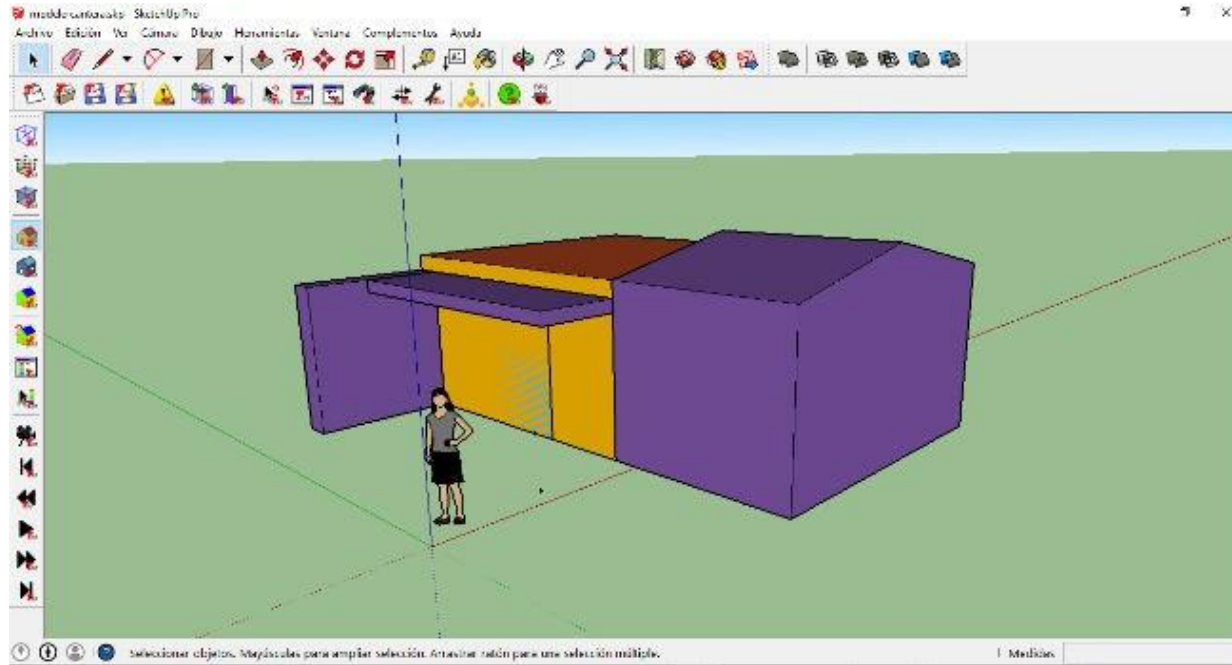 modelo cantera.skp - SketchUp Pro
Archivo Edición Ver Cámara Dibujo Herramientas Ventana Complementos Ayuda
Seleccionar objetos. Mayúsculas para ampliar selección. Arrastrar ratón para una selección múltiple.
Medidas